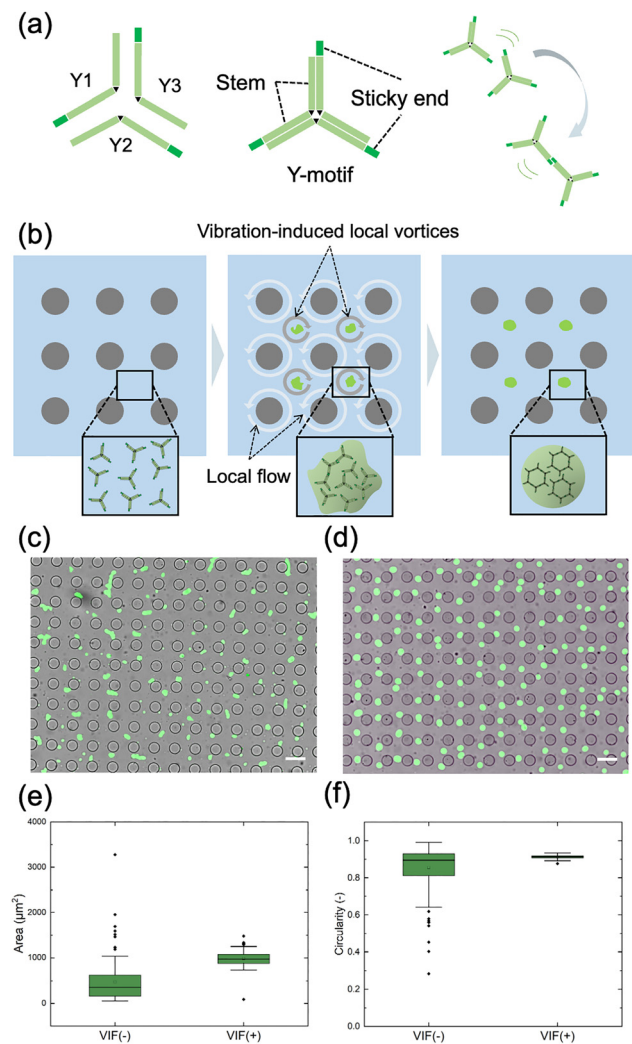 (a)
Y1
Y3
Y2
Stem
Sticky end
Y-motif
(b)
Vibration-induced local vortices
Local flow
(c)
(d)
(e)
(f)
4000
3000
2000
1000
0
Area (μm²)
VIF(-)
VIF(+)
1.0
0.8
0.6
0.4
0.2
0.0
Circularity (-)
VIF(-)
VIF(+)